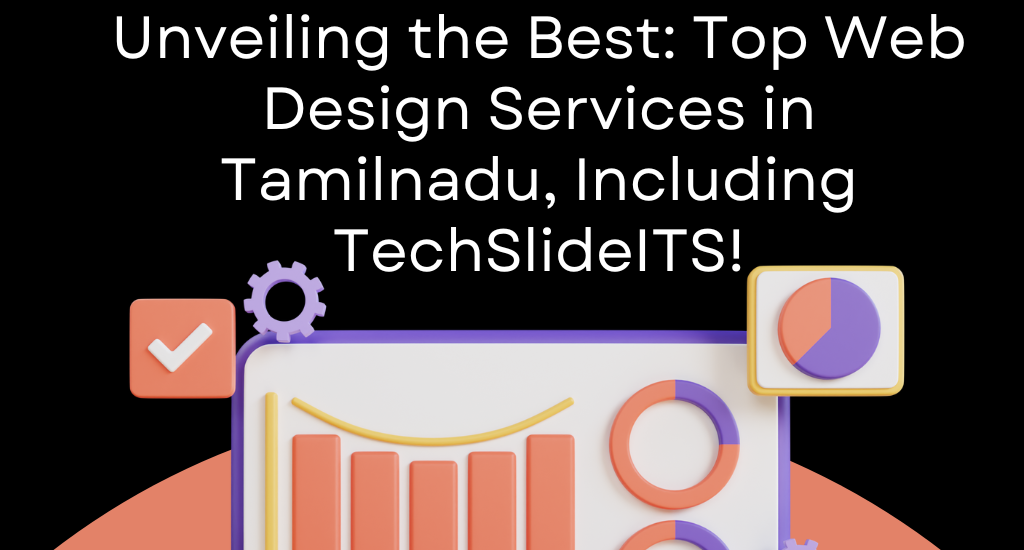 Unveiling the Best: Top Web
Design Services in
Tamilnadu, Including
TechSlideITS!